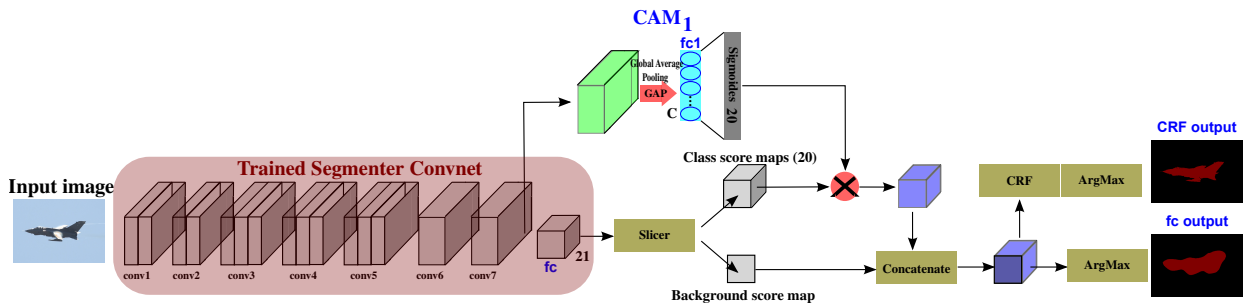 CAM1
fc1
Global Average
Pooling
GAP
C
Sigmoides 20
CRF output
Trained Segmenter Convnet
Class score maps (20)
Input image
CRF
ArgMax
fc output
Slicer
21
fc
conv1
conv2
conv3
conv4
conv5
conv6
conv7
Concatenate
ArgMax
Background score map